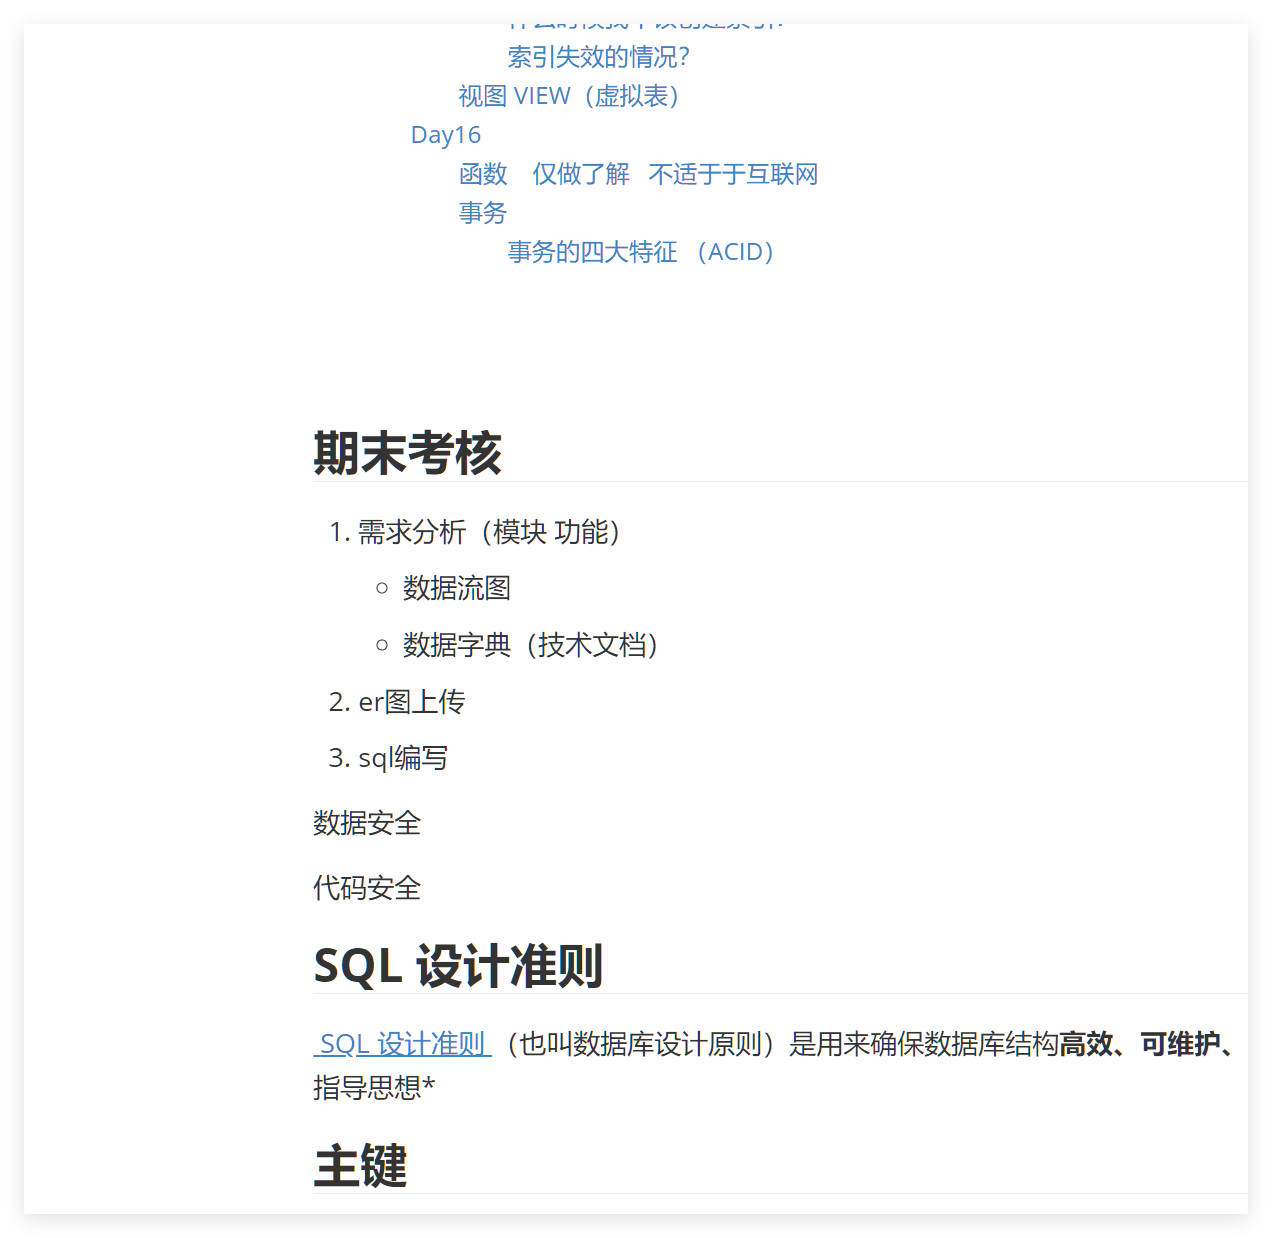 索引失效的情况?
视图 VIEW（虚拟表）
Day16
函数 仅做了解 不适于于互联网
事务
事务的四大特征 （ACID）
期末考核
1. 需求分析（模块 功能）
数据流图
数据字典（技术文档）
2. er图上传
3. sql编写
数据安全
代码安全
SQL 设计准则
SQL 设计准则 （也叫数据库设计原则）是用来确保数据库结构高效、可维护、
指导思想*
主键